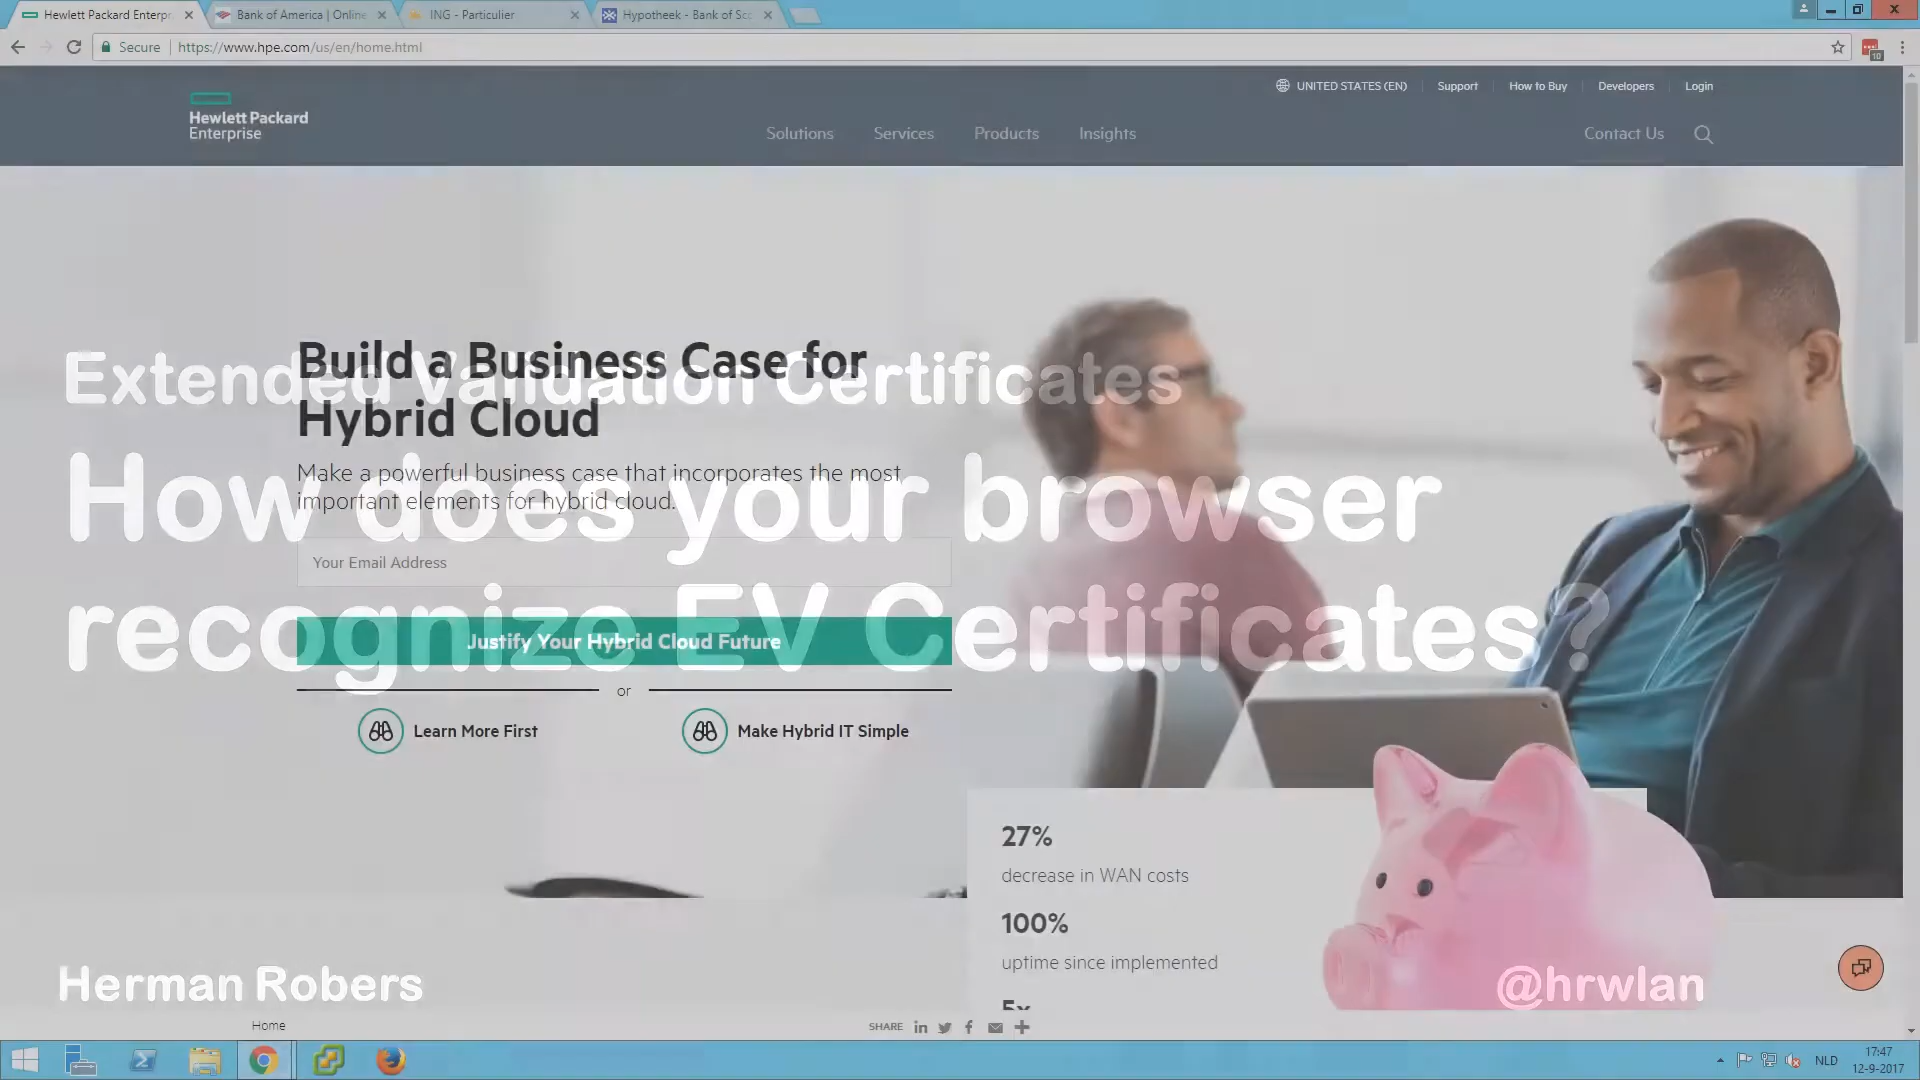 Hewlett Packard Enterpr
Bank of America | Online
ING - Particulier
Hypotheek - Bank of Sco
Secure
https://www.hpe.com/us/en/home.html
10
UNITED STATES (EN)
Support
How to Buy
Developers
Login
Hewlett Packard
Enterprise
Solutions
Services
Products
Insights
Contact Us
Build a Business Case for
Hybrid Cloud
Extended Validation Certificates
Make a powerful business case that incorporates the most
important elements for hybrid cloud.
How does your browser
recognize EV Certificates?
Your Email Address
Justify Your Hybrid Cloud Future
or
Learn More First
Make Hybrid IT Simple
27%
decrease in WAN costs
100%
uptime since implemented
5x
Herman Robers
@hrwlan
Home
SHARE
NLD
17:47
12-9-2017